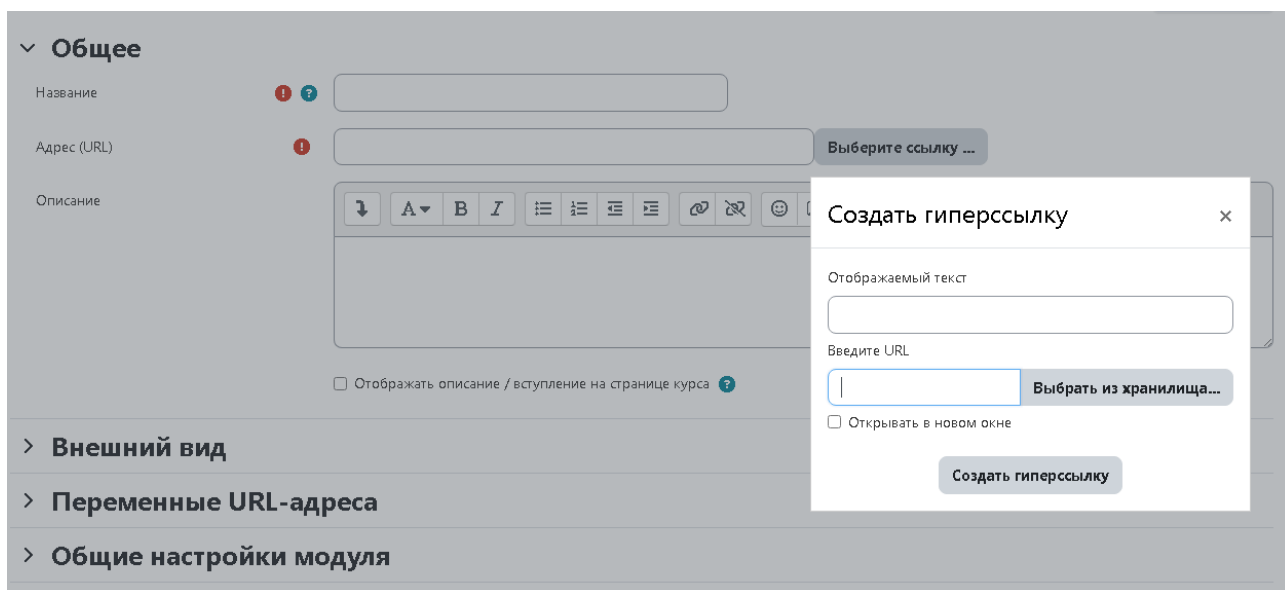 Общее
Название
Адрес (URL)
Выберите ссылку ...
Описание
A B I
Создать гиперссылку ×
Отображаемый текст
Введите URL
Выбрать из хранилища...
Отображать описание / вступление на странице курса
Открывать в новом окне
Создать гиперссылку
Внешний вид
Переменные URL-адреса
Общие настройки модуля